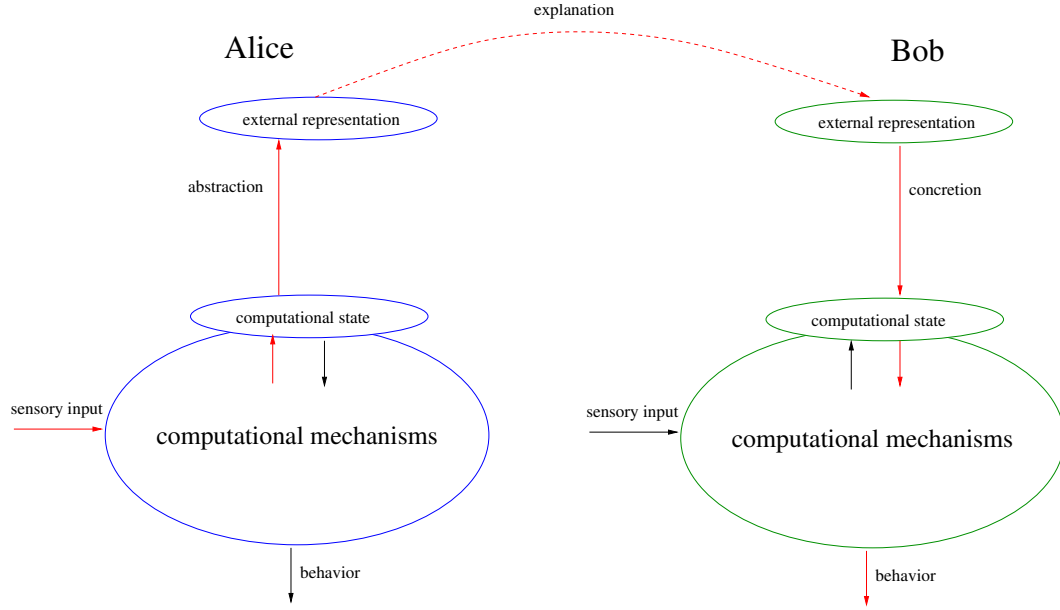 explanation
Alice
Bob
external representation
external representation
abstraction
concretion
computational state
computational state
sensory input
sensory input
computational mechanisms
computational mechanisms
behavior
behavior